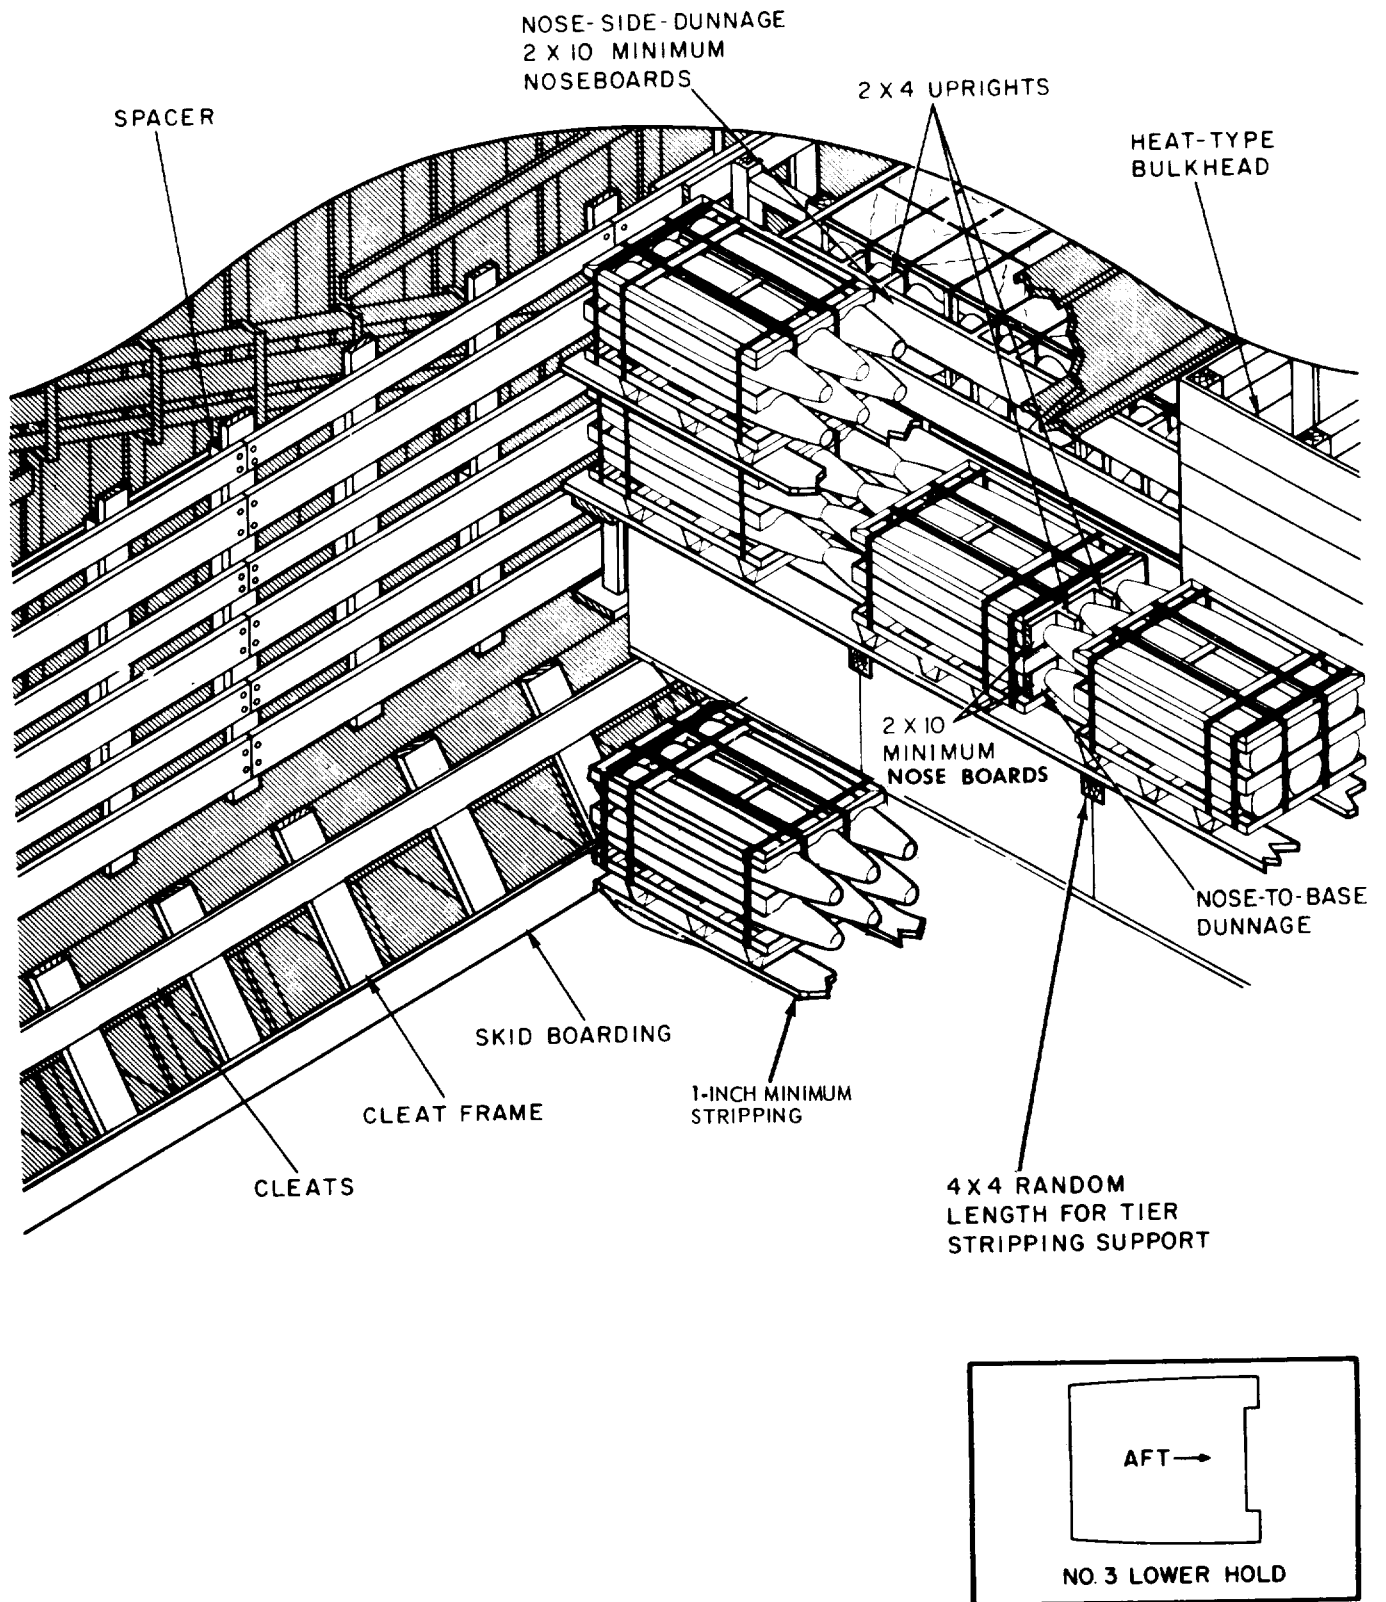 NOSE-SIDE-DUNNAGE
2 X 10 MINIMUM
NOSEBOARDS
2 X 4 UPRIGHTS
SPACER
HEAT-TYPE
BULKHEAD
2 X 10
MINIMUM
NOSE BOARDS
NOSE-TO-BASE
DUNNAGE
SKID BOARDING
1-INCH MINIMUM
STRIPPING
CLEAT FRAME
CLEATS
4 X 4 RANDOM
LENGTH FOR TIER
STRIPPING SUPPORT
AFT
NO. 3 LOWER HOLD